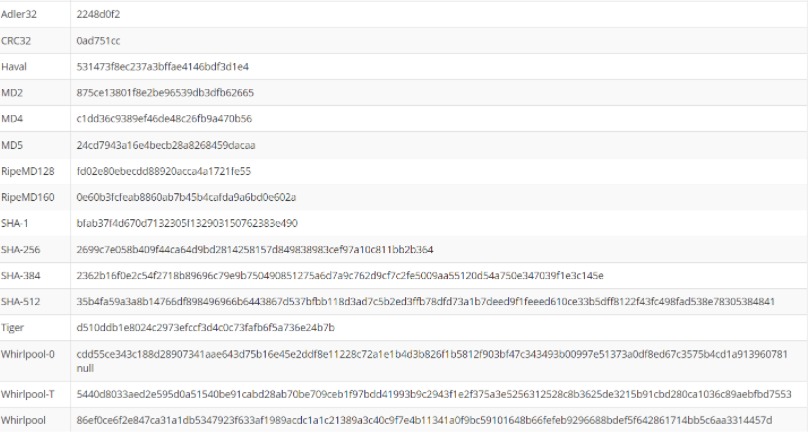 Adler32 2248d0f2
CRC32 0ad751cc
Haval 531473f8ec237a3bffae4146bdf3d1e4
MD2 875ce13801f8e2be96539db3dfb62665
MD4 c1dd36c9389ef46de48c26fb9a470b56
MD5 24cd7943a16e4becb28a8268459dacaa
RipeMD128 fd02e80ebecdd88920acca4a1721fe55
RipeMD160 0e60b3fcfeab8860ab7b45b4cafda9a6bd0e602a
SHA-1 bfab37f4d670d7132305f132903150762383e490
SHA-256 2699c7e058b409f44ca64d9bd2814258157d849838983cef97a10c811bb2b364
SHA-384 2362b16f0e2c54f2718b89696c79e9b750490851275a6d7a9c762d9cf7c2fe5009aa55120d54a750e347039f1e3c145e
SHA-512 35b4fa59a3a8b14766df898496966b6443867d537bfbb118d3ad7c5b2ed3ffb78dfd73a1b7deed9f1feeed610ce33b5dff8122f43fc498fad538e78305384841
Tiger d510ddb1e8024c2973efccf3d4c0c73fafb6f5a736e24b7b
Whirlpool-0 cdd55ce343c188d28907341aae643d75b16e45e2ddf8e11228c72a1e1b4d3b826f1b5812f903bf47c343493b00997e51373a0df8ed67c3575b4cd1a913960781
null
Whirlpool-T 5440d8033aed2e595d0a51540be91cabd28ab70be709ceb1f97bdd41993b9c2943f1e2f375a3e5256312528c8b3625de3215b91cbd280ca1036c89aebfbd7553
Whirlpool 86ef0ce6f2e847ca31a1db5347923f633af1989acdc1a1c21389a3c40c9f7e4b11341a0f9bc59101648b66fefeb9296688bdef5f642861714bb5c6aa3314457d